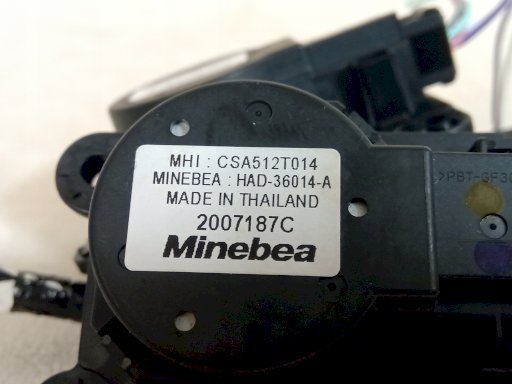 MHI : CSA512T014
MINEBEA : HAD-36014-A
MADE IN THAILAND
2007187C
Minebea
>PBT-GF30